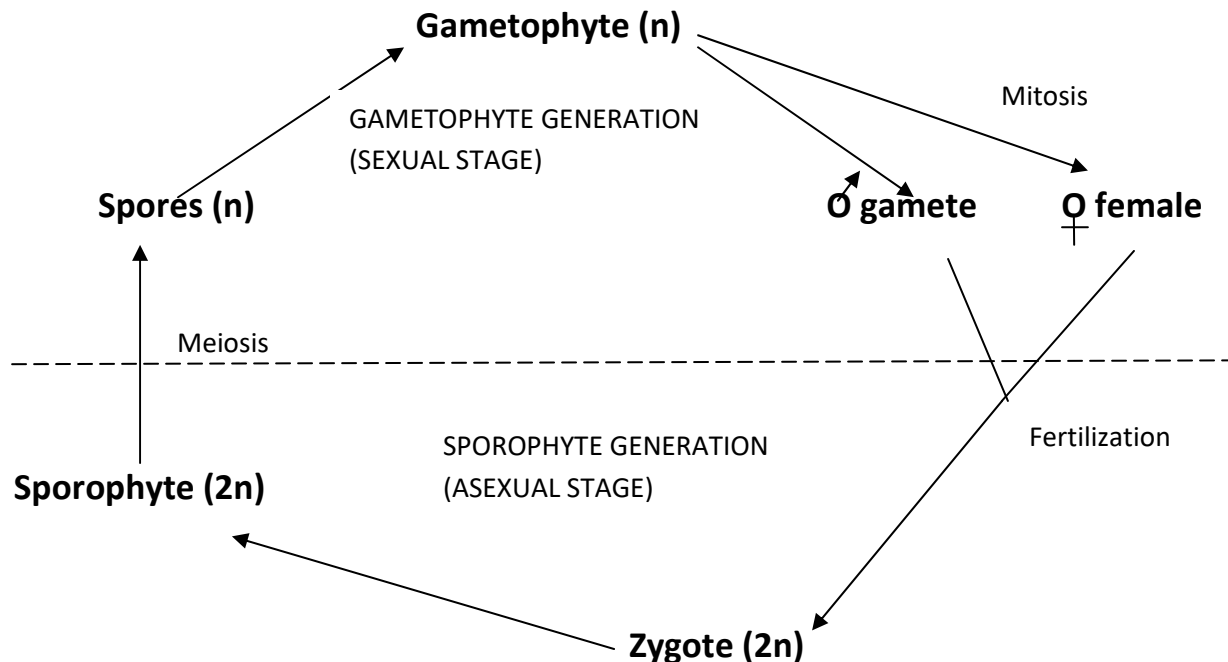 Gametophyte (n)
Mitosis
GAMETOPHYTE GENERATION
(SEXUAL STAGE)
Spores (n)
♂ gamete
♀ female
Meiosis
SPOROPHYTE GENERATION
(ASEXUAL STAGE)
Fertilization
Sporophyte (2n)
Zygote (2n)